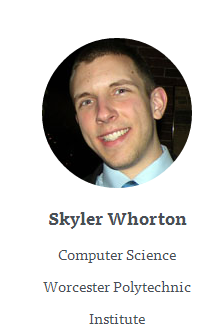 Skyler Whorton
Computer Science
Worcester Polytechnic
Institute